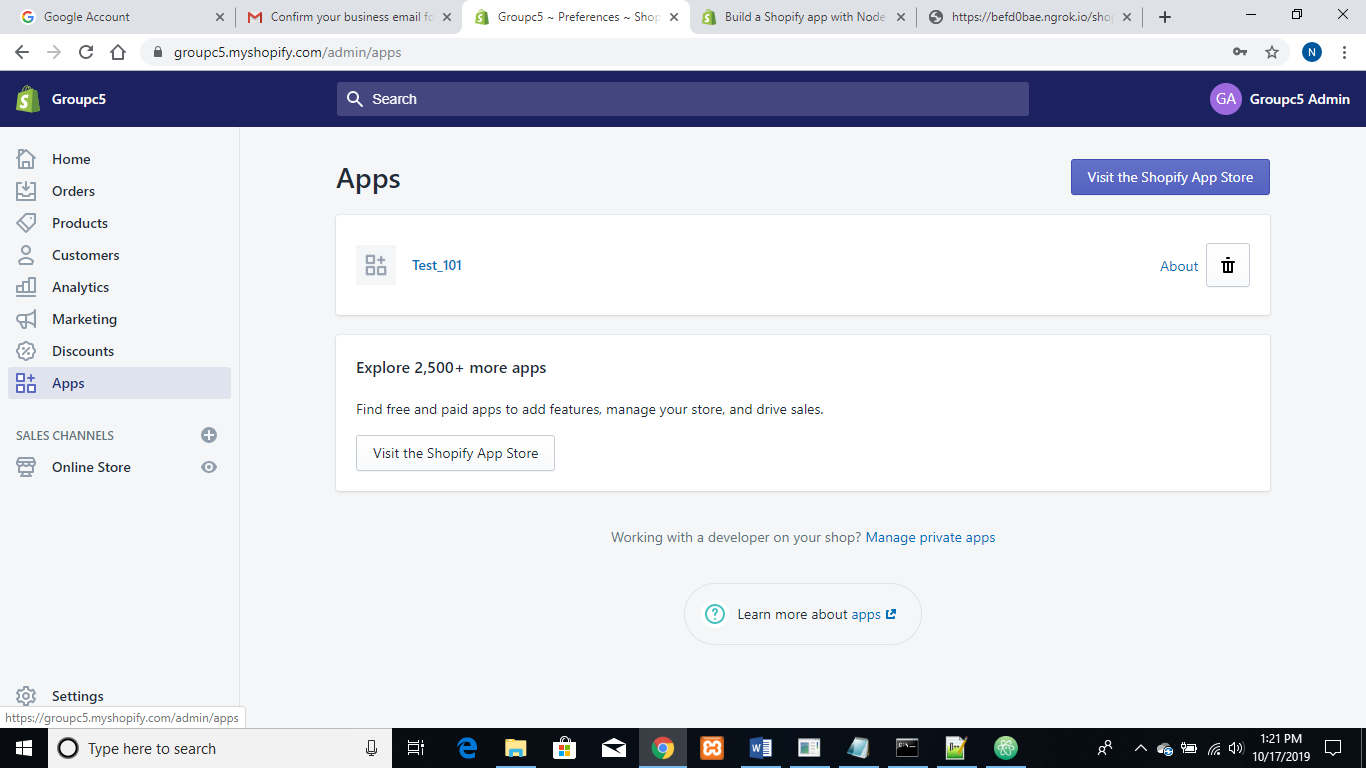 Google Account
Confirm your business email fo
Groupc5 ~ Preferences ~ Shop
Build a Shopify app with Node
https://befd0bae.ngrok.io/shop
groupc5.myshopify.com/admin/apps
N
Groupc5
Search
GA
Groupc5 Admin
Home
Orders
Products
Customers
Analytics
Marketing
Discounts
Apps
SALES CHANNELS
Online Store
Settings
https://groupc5.myshopify.com/admin/apps
Apps
Visit the Shopify App Store
Test_101
About
Explore 2,500+ more apps
Find free and paid apps to add features, manage your store, and drive sales.
Visit the Shopify App Store
Working with a developer on your shop? Manage private apps
Learn more about apps
Type here to search
1:21 PM
10/17/2019